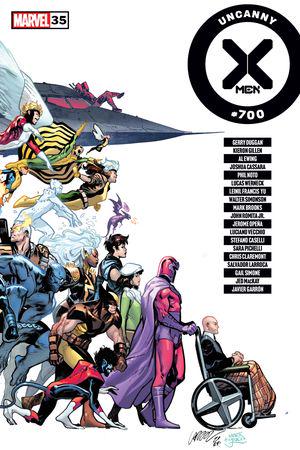 MARVEL
35
UNCANNY
X
MEN
#700
GERRY DUGGAN
KIERON GILLEN
AL EWING
JOSHUA CASSARA
PHIL NOTO
LUCAS WERNECK
LEINIL FRANCIS YU
WALTER SIMONSON
MARK BROOKS
JOHN ROMITA JR.
JEROME OPEÑA
LUCIANO VECCHIO
STEFANO CASELLI
SARA PICHELLI
CHRIS CLAREMONT
SALVADOR LARROCA
GAIL SIMONE
JED MacKAY
JAVIER GARRÓN